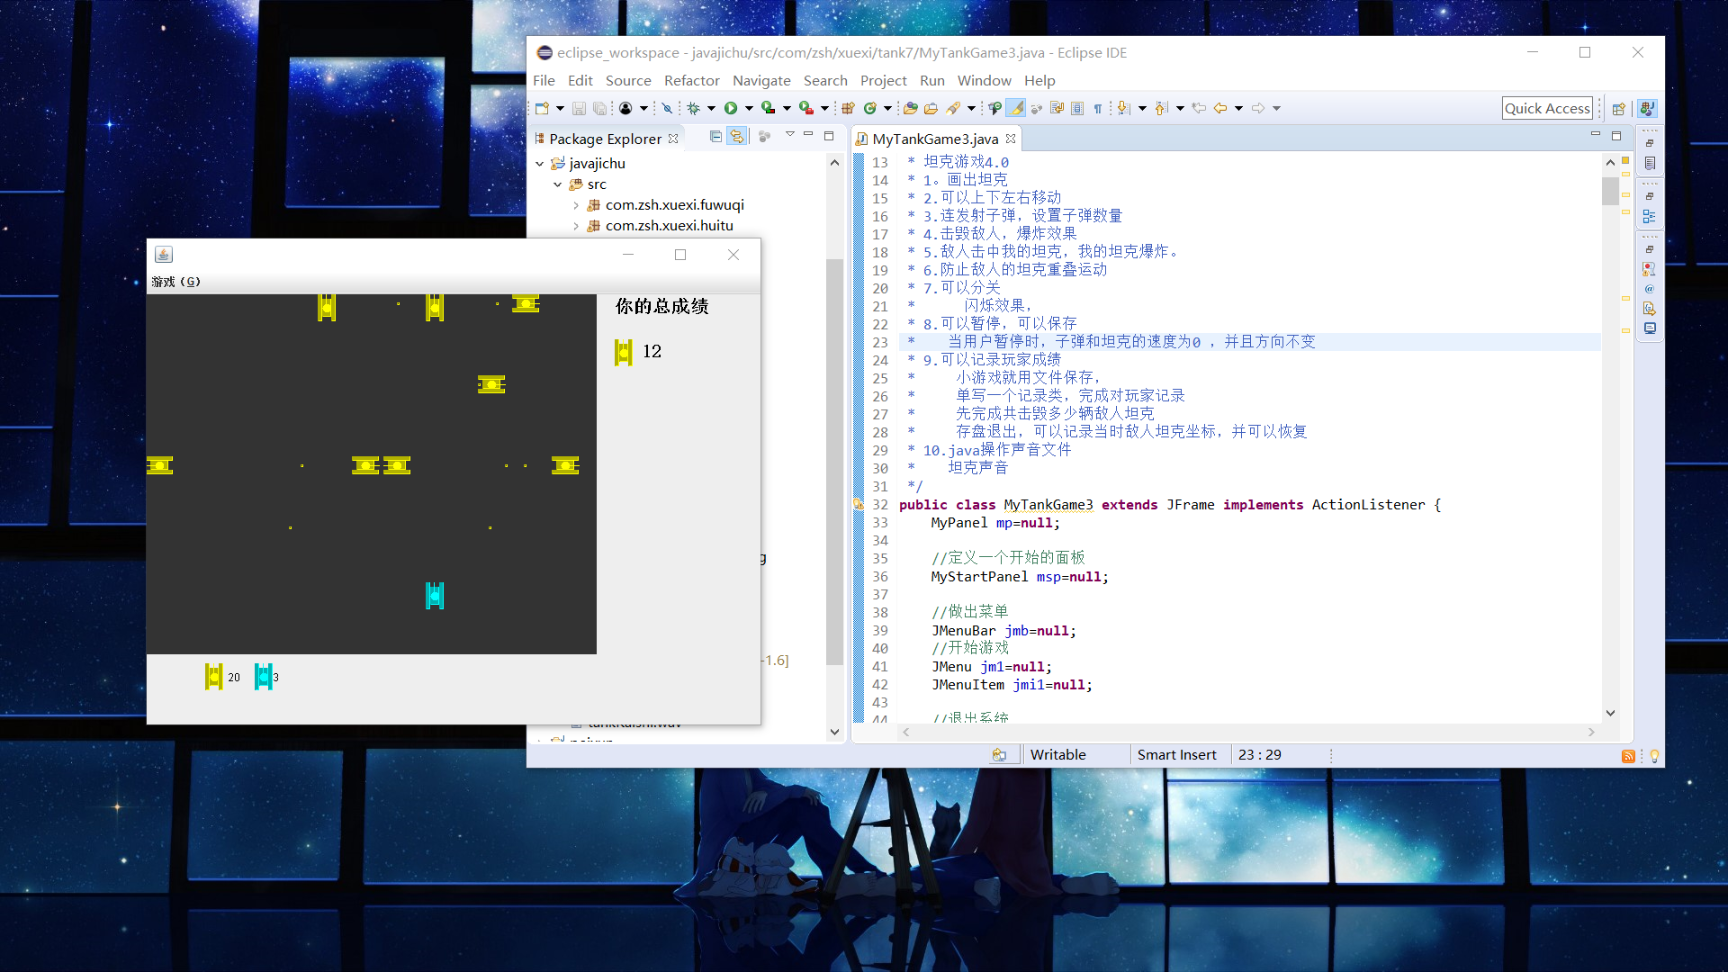 eclipse_workspace - javajichu/src/com/zsh/xuexi/tank7/MyTankGame3.java - Eclipse IDE
File Edit Source Refactor Navigate Search Project Run Window Help
Quick Access
Package Explorer
MyTankGame3.java
javajichu
src
com.zsh.xuexi.fuwuqi
com.zsh.xuexi.huitu
游戏(G)
你的总成绩
12
20
3
g
-1.6]
13 * 坦克游戏4.0
14 * 1。画出坦克
15 * 2.可以上下左右移动
16 * 3.连发射子弹，设置子弹数量
17 * 4.击毁敌人，爆炸效果
18 * 5.敌人击中我的坦克，我的坦克爆炸。
19 * 6.防止敌人的坦克重叠运动
20 * 7.可以分关
21 * 闪烁效果，
22 * 8.可以暂停，可以保存
23 * 当用户暂停时，子弹和坦克的速度为0 ，并且方向不变
24 * 9.可以记录玩家成绩
25 * 小游戏就用文件保存，
26 * 单写一个记录类，完成对玩家记录
27 * 先完成共击毁多少辆敌人坦克
28 * 存盘退出，可以记录当时敌人坦克坐标，并可以恢复
29 * 10.java操作声音文件
30 * 坦克声音
31 */
32 public class MyTankGame3 extends JFrame implements ActionListener {
33 MyPanel mp=null;
34
35 //定义一个开始的面板
36 MyStartPanel msp=null;
37
38 //做出菜单
39 JMenuBar jmb=null;
40 //开始游戏
41 JMenu jm1=null;
42 JMenuItem jmi1=null;
43
44 //退出系统
Writable Smart Insert 23 : 29